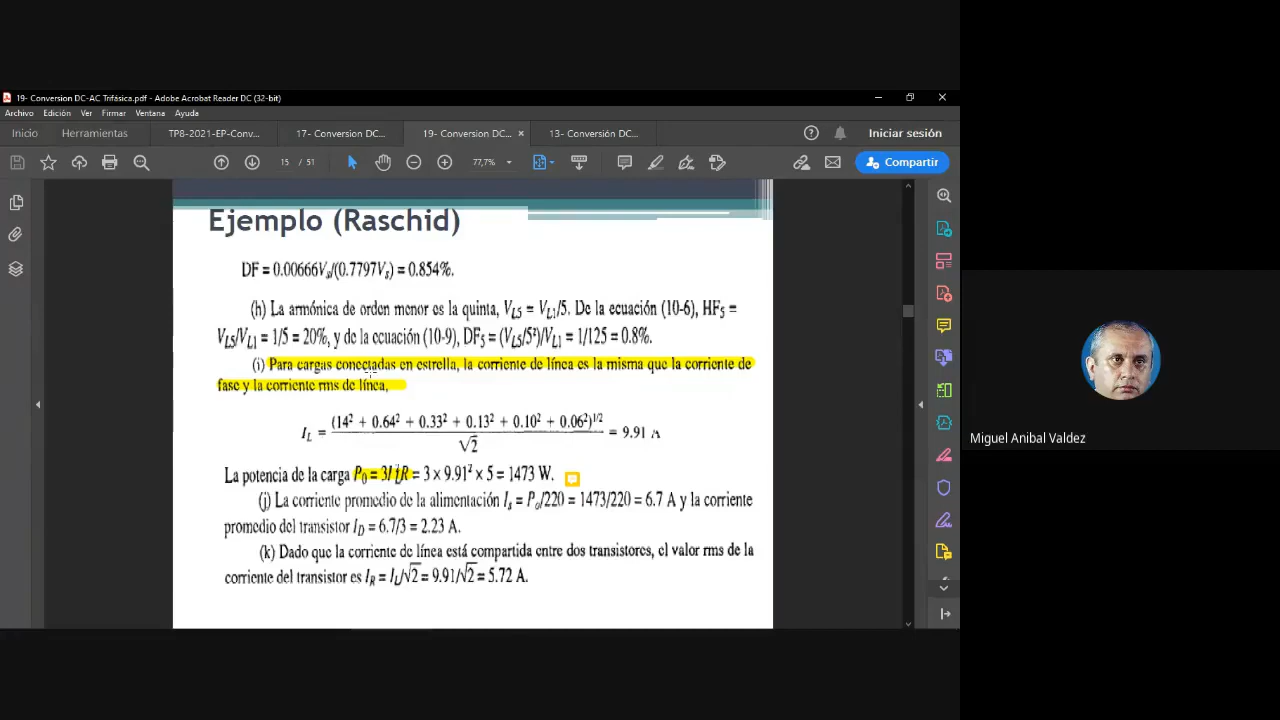 19- Conversion DC-AC Trifásica.pdf - Adobe Acrobat Reader DC (32-bit)
Archivo Edición Ver Firmar Ventana Ayuda
Inicio Herramientas TP8-2021-EP-Conv... 17- Conversion DC... 19- Conversion DC... × 13- Conversión DC... Iniciar sesión
15 / 51 77,7% Compartir
Ejemplo (Raschid)
DF = 0.00666Vₛ/(0.7797Vₛ) = 0.854%.
(h) La armónica de orden menor es la quinta, V_L5 = V_L1/5. De la ecuación (10-6), HF₅ =
V_L5/V_L1 = 1/5 = 20%, y de la ecuación (10-9), DF₅ = (V_L5/5²)/V_L1 = 1/125 = 0.8%.
(i) Para cargas conectadas en estrella, la corriente de línea es la misma que la corriente de
fase y la corriente rms de línea,
I_L = (14² + 0.64² + 0.33² + 0.13² + 0.10² + 0.06²)^1/2 / √2 = 9.91 A
La potencia de la carga P₀ = 3I²_LR = 3 × 9.91² × 5 = 1473 W.
(j) La corriente promedio de la alimentación Iₛ = Pₒ/220 = 1473/220 = 6.7 A y la corriente
promedio del transistor I_D = 6.7/3 = 2.23 A.
(k) Dado que la corriente de línea está compartida entre dos transistores, el valor rms de la
corriente del transistor es I_R = I_L/√2 = 9.91/√2 = 5.72 A.
Miguel Anibal Valdez